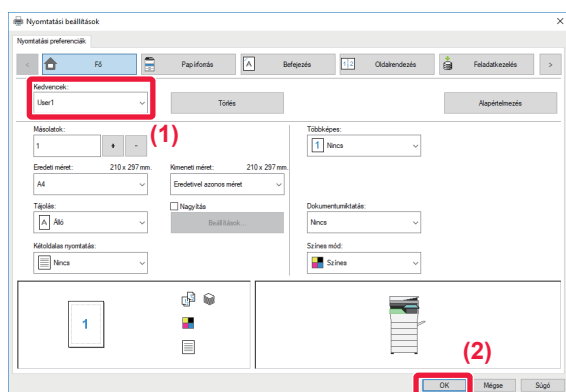 Nyomtatási beállítások
Nyomtatási preferenciák
< Fő Papírforrás Befejezés Oldalrendezés Feladatkezelés >
Kedvencek:
User1 Törlés Alapértelmezés
(1)
Másolatok: Többképes:
1 + - 1 Nincs
Eredeti méret: 210 x 297 mm. Kimeneti méret: 210 x 297 mm.
A4 Eredetivel azonos méret
Tájolás: Nagyítás Dokumentumiktatás:
A Álló Beállítások... Nincs
Kétoldalas nyomtatás: Színes mód:
Nincs Színes
1
(2)
OK Mégse Súgó